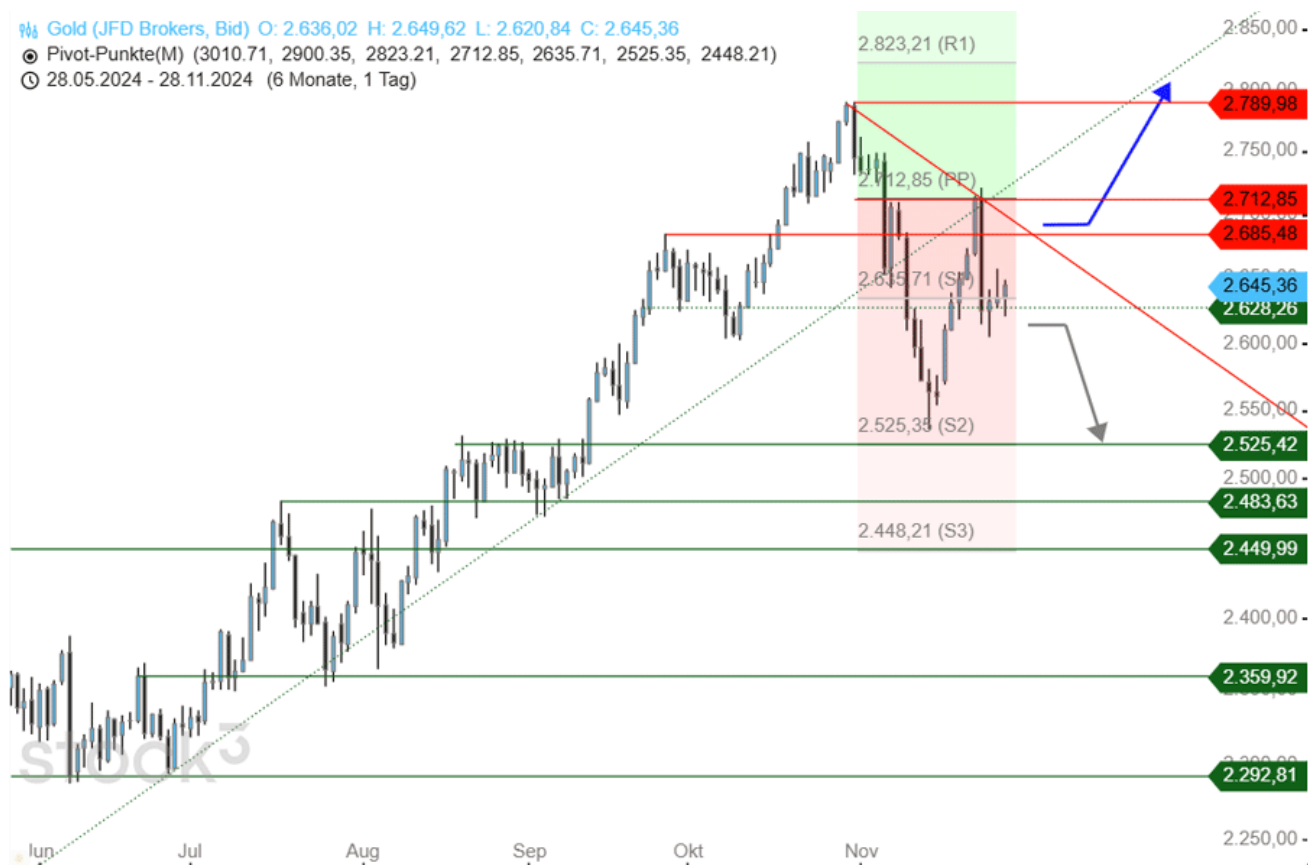 Gold (JFD Brokers, Bid) O: 2.636,02 H: 2.649,62 L: 2.620,84 C: 2.645,36
Pivot-Punkte(M) (3010.71, 2900.35, 2823.21, 2712.85, 2635.71, 2525.35, 2448.21)
28.05.2024 - 28.11.2024 (6 Monate, 1 Tag)
2.850,00
2.823,21 (R1)
2.789,98
2.750,00
2.712,85 (PP)
2.712,85
2.685,48
2.635,71 (S1)
2.645,36
2.628,26
2.600,00
2.550,00
2.525,35 (S2)
2.525,42
2.500,00
2.483,63
2.448,21 (S3)
2.449,99
2.400,00
2.359,92
stock3
2.292,81
2.250,00
Jul
Aug
Sep
Okt
Nov